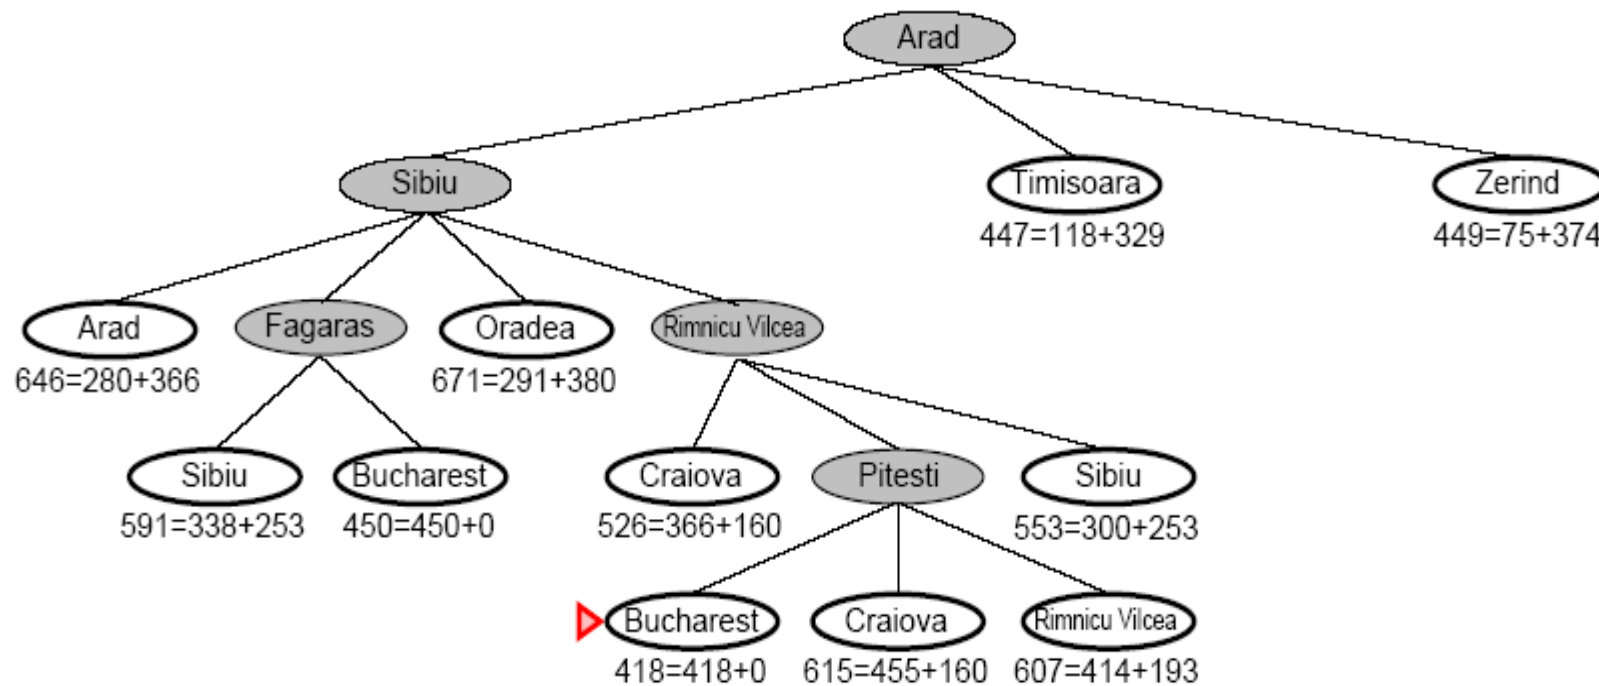 Arad
Sibiu
Timisoara
Zerind
447=118+329
449=75+374
Arad
Fagaras
Oradea
Rimnicu Vilcea
646=280+366
671=291+380
Sibiu
Bucharest
Craiova
Pitesti
Sibiu
591=338+253
450=450+0
526=366+160
553=300+253
Bucharest
Craiova
Rimnicu Vilcea
418=418+0
615=455+160
607=414+193